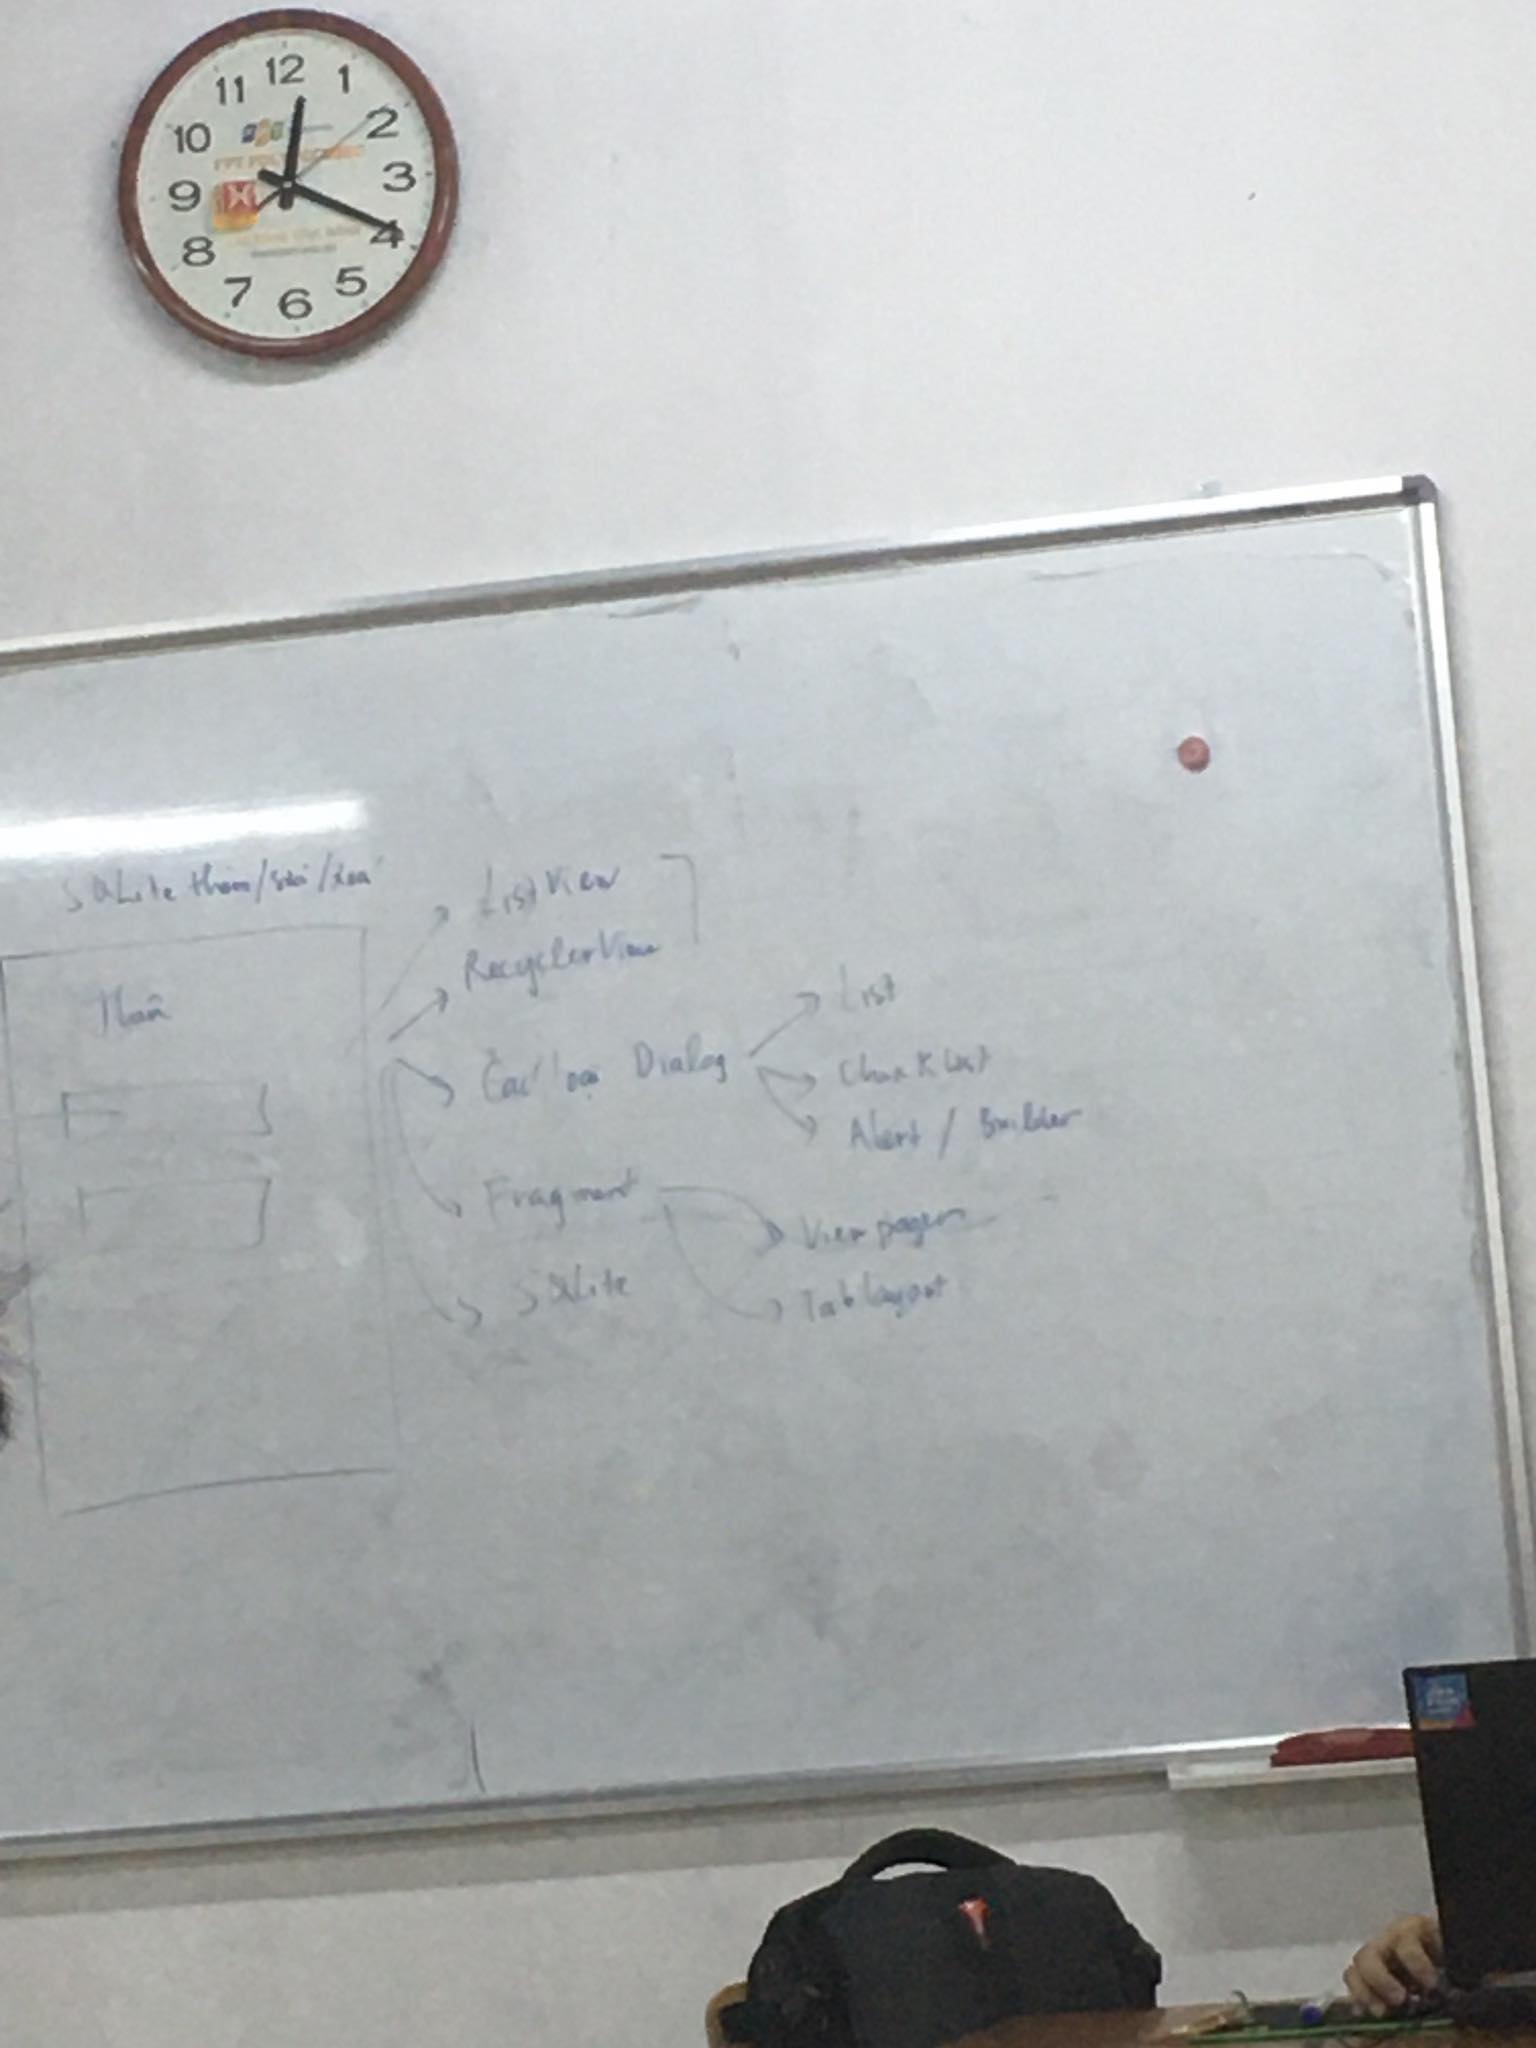 12
1
2
3
4
5
6
7
8
9
10
11
SQLite thêm/sửa/xoá
Thêm
ListView
RecyclerView
Các loại Dialog
List
CheckList
Alert / Builder
Fragment
Viewpager
Tablayout
SQLite